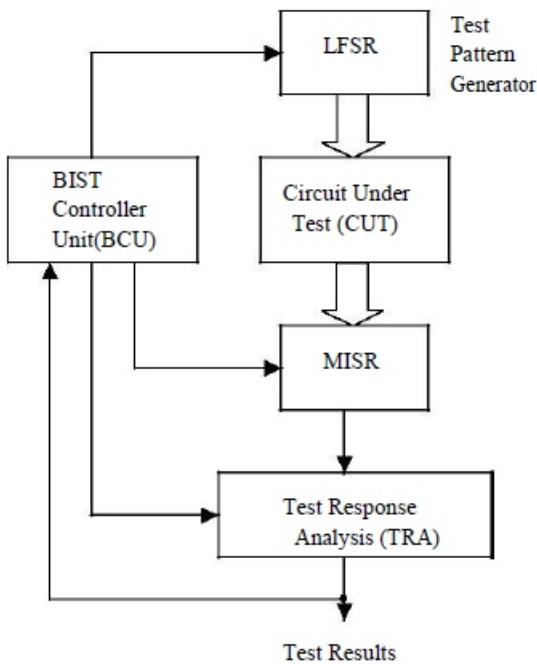 LFSR
Test
Pattern
Generator
BIST
Controller
Unit(BCU)
Circuit Under
Test (CUT)
MISR
Test Response
Analysis (TRA)
Test Results